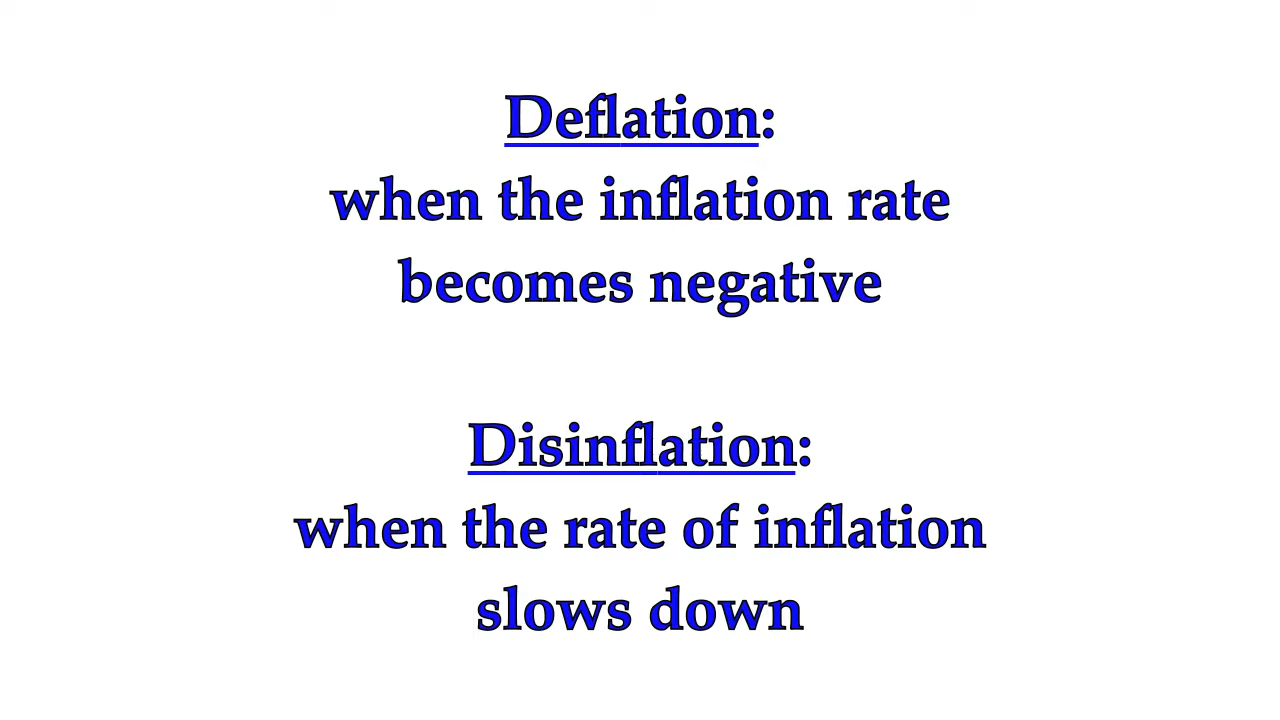 Deflation:
when the inflation rate
becomes negative
Disinflation:
when the rate of inflation
slows down